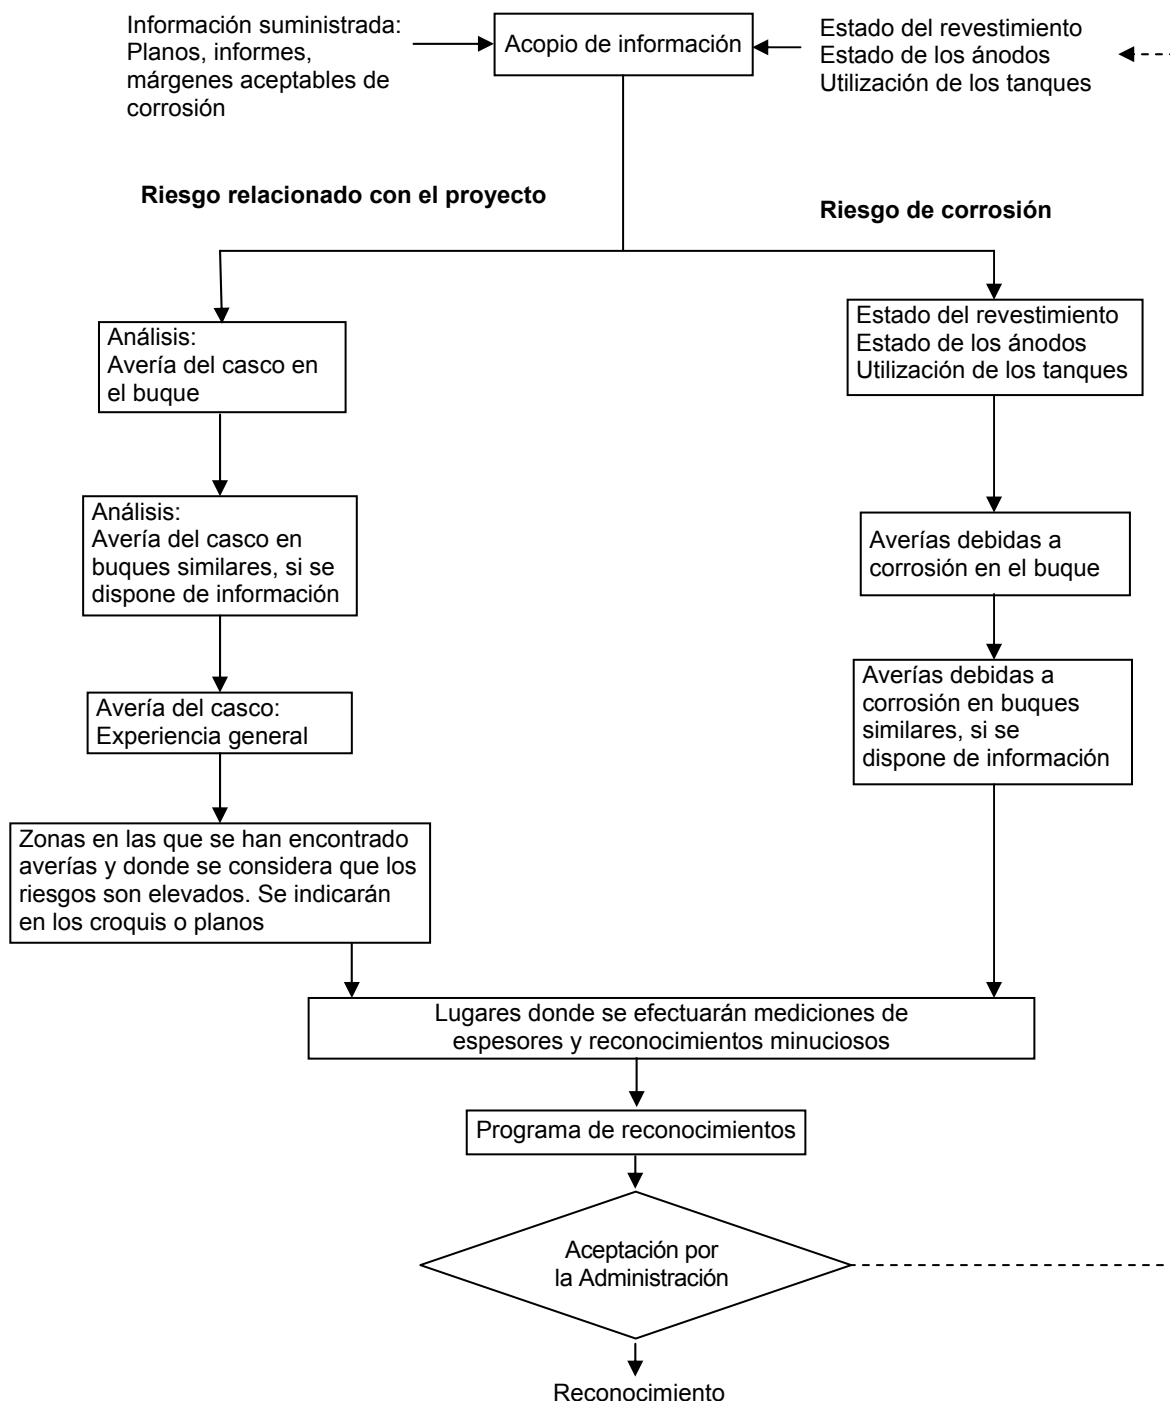 Información suministrada:
Planos, informes,
márgenes aceptables de
corrosión
Acopio de información
Estado del revestimiento
Estado de los ánodos
Utilización de los tanques
Riesgo relacionado con el proyecto
Riesgo de corrosión
Análisis:
Avería del casco en
el buque
Estado del revestimiento
Estado de los ánodos
Utilización de los tanques
Análisis:
Avería del casco en
buques similares, si se
dispone de información
Averías debidas a
corrosión en el buque
Avería del casco:
Experiencia general
Averías debidas a
corrosión en buques
similares, si se
dispone de información
Zonas en las que se han encontrado
averías y donde se considera que los
riesgos son elevados. Se indicarán
en los croquis o planos
Lugares donde se efectuarán mediciones de
espesores y reconocimientos minuciosos
Programa de reconocimientos
Aceptación por
la Administración
Reconocimiento